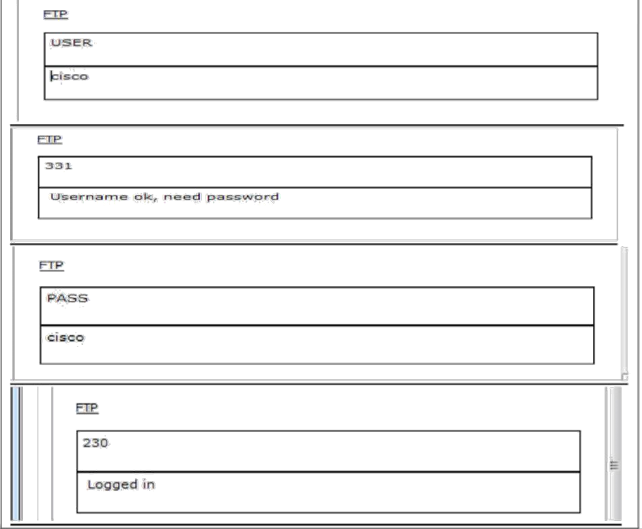 FTP
USER
cisco
FTP
331
Username ok, need password
FTP
PASS
cisco
FTP
230
Logged in